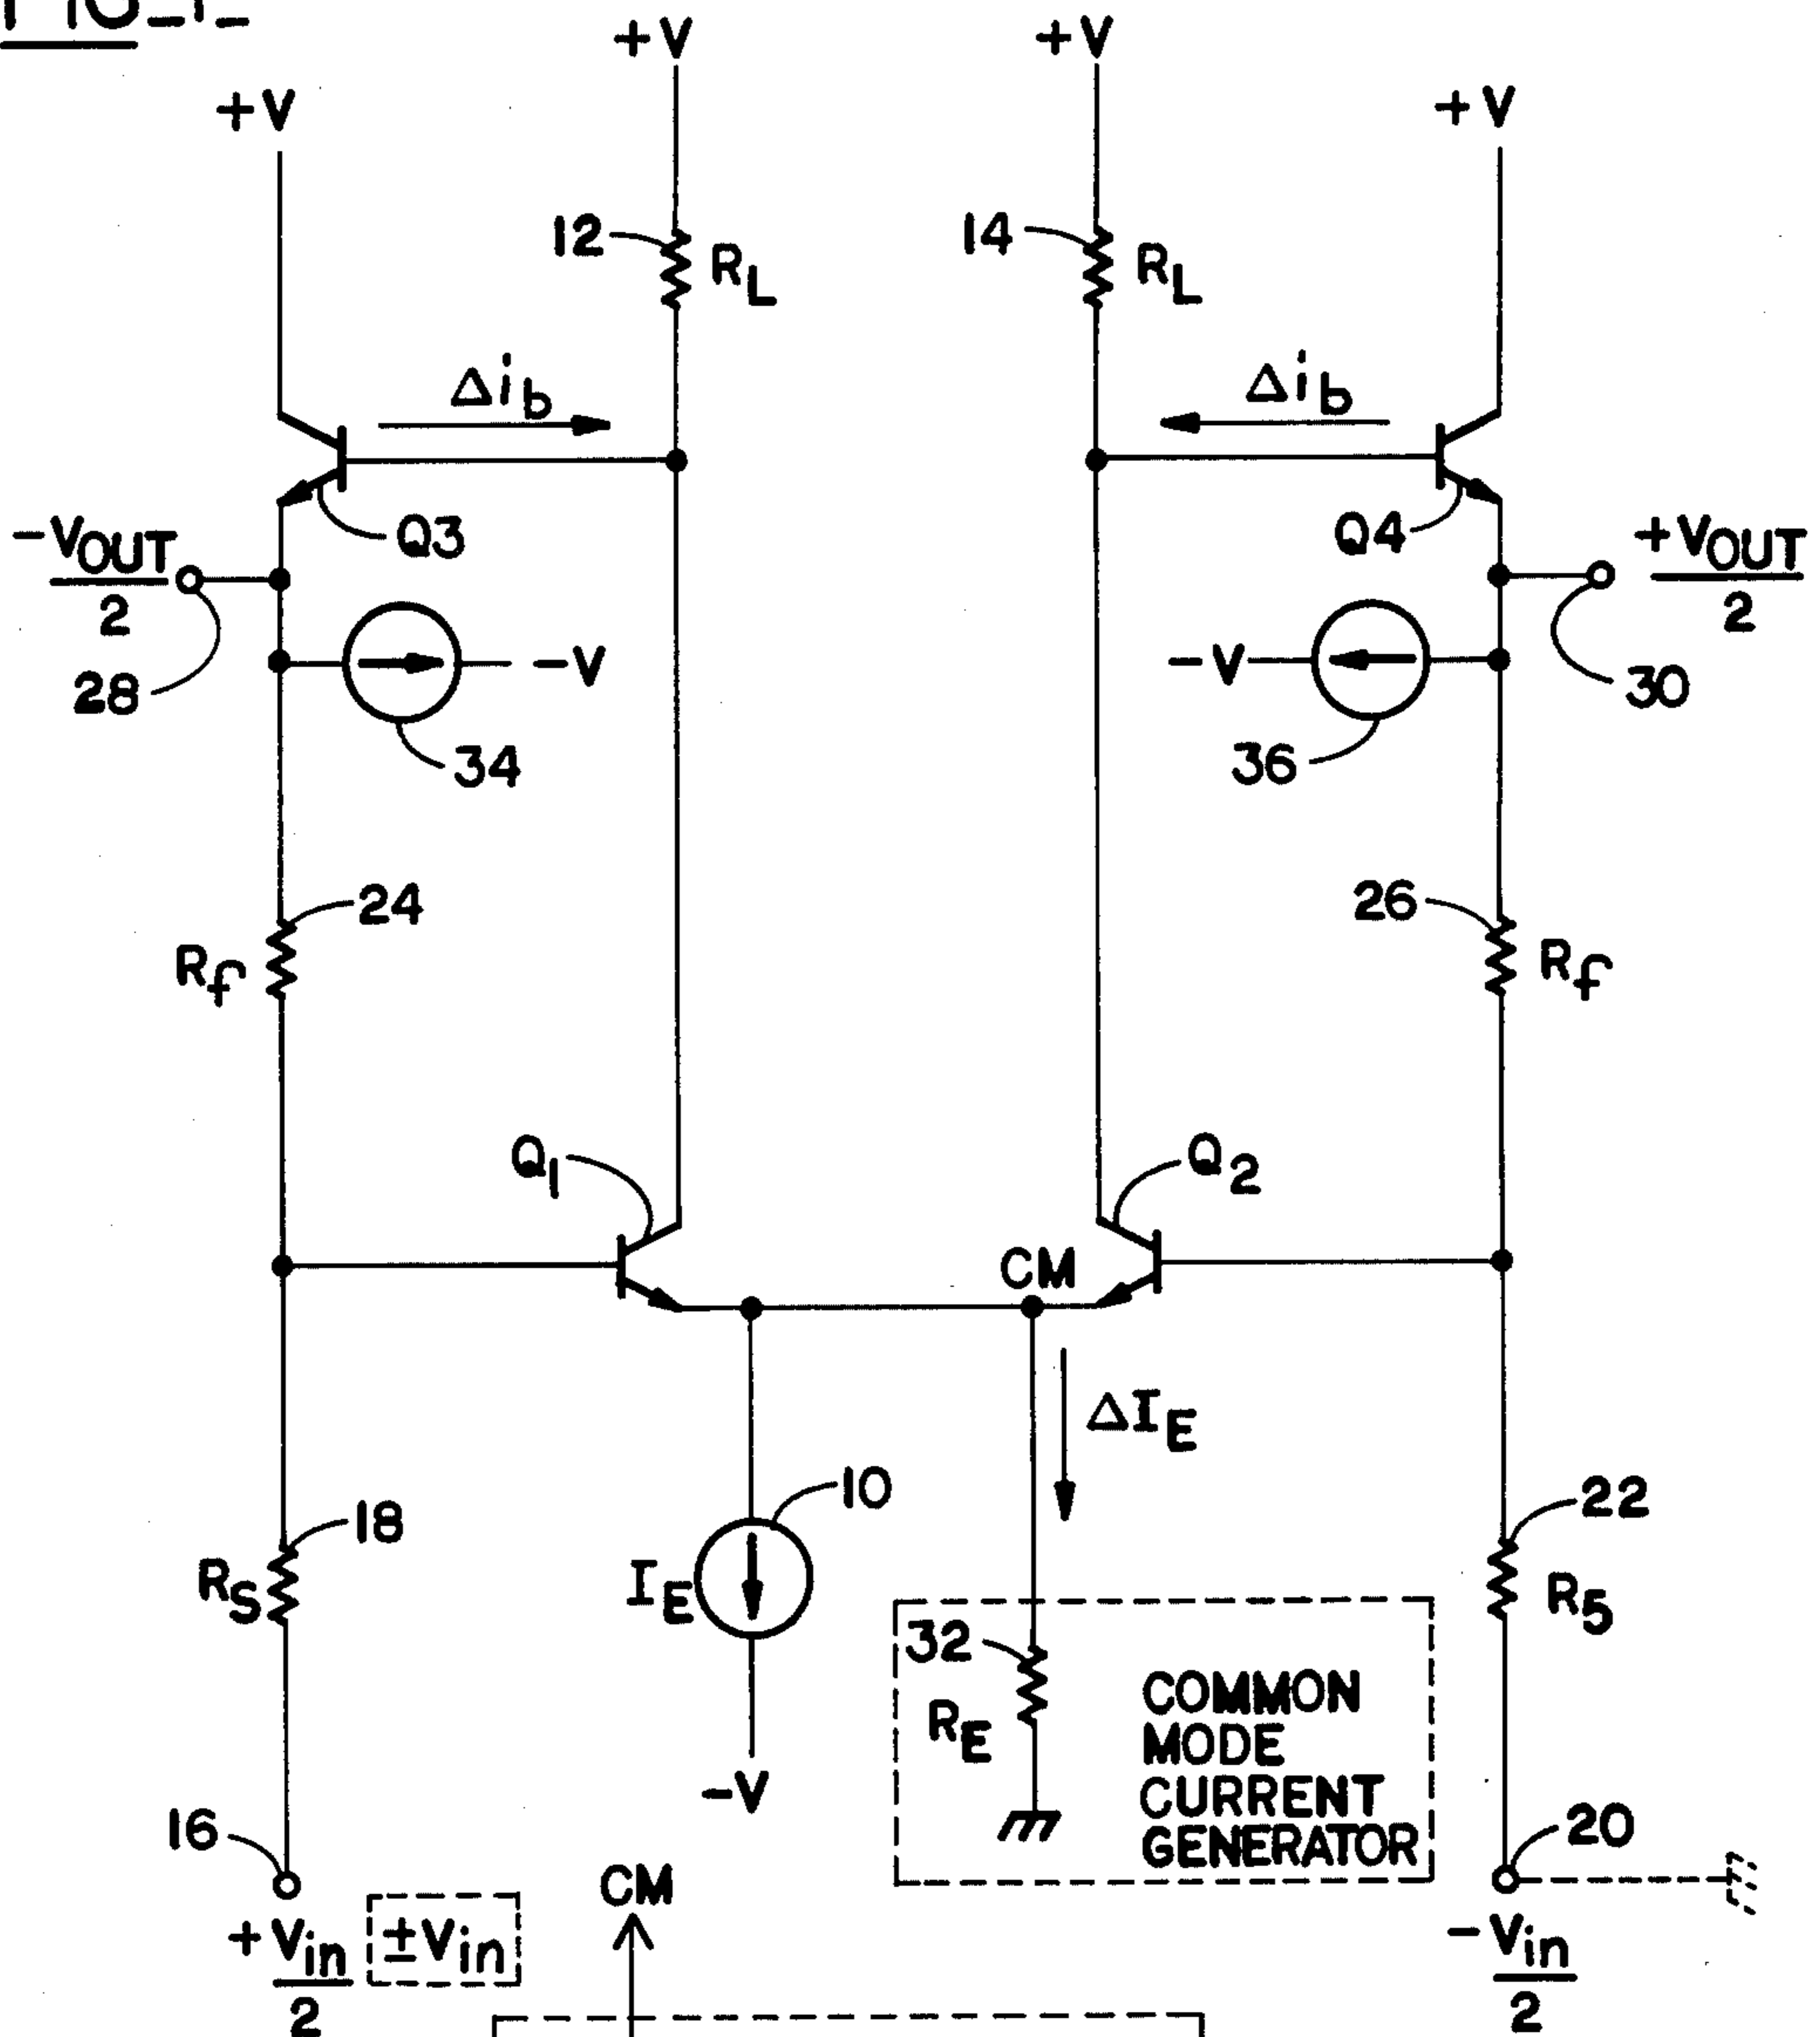 FIG_1_
+V +V
+V +V
12 RL 14 RL
Δib Δib
Q3 Q4
-VOUT/2 +VOUT/2
28 -V -V 30
34 36
24 26
Rf Rf
Q1 Q2
CM
ΔIE
10
18 22
RS IE R5
32
RE
COMMON
MODE
CURRENT
GENERATOR
-V
16 20
CM
+Vin/2 ±Vin -Vin/2